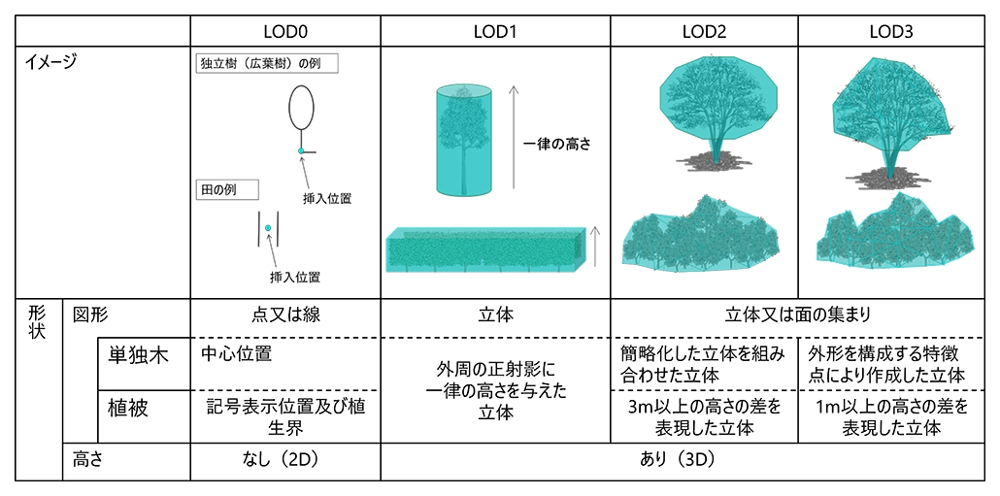 LOD0 LOD1 LOD2 LOD3
イメージ
独立樹（広葉樹）の例
挿入位置
田の例
挿入位置
一律の高さ
形状
図形 点又は線 立体 立体又は面の集まり
単独木 中心位置
外周の正射影に
一律の高さを与えた
立体
簡略化した立体を組み
合わせた立体
外形を構成する特徴
点により作成した立体
植被 記号表示位置及び植
生界
3m以上の高さの差を
表現した立体
1m以上の高さの差を
表現した立体
高さ なし（2D） あり（3D）